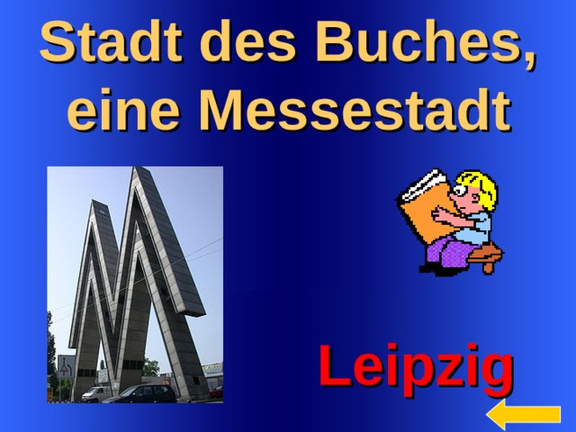 Stadt des Buches,
eine Messestadt
Leipzig